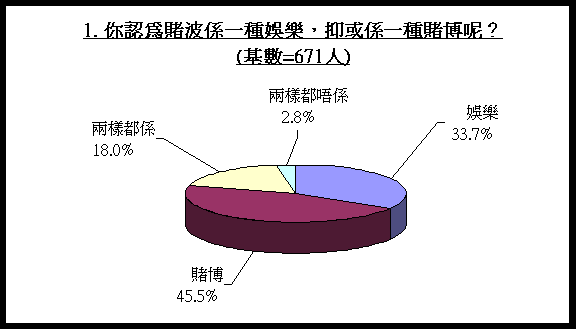 1. 你認為賭波係一種娛樂，抑或係一種賭博呢？
(基數=671人)
兩樣都唔係
2.8%
娛樂
33.7%
兩樣都係
18.0%
賭博
45.5%